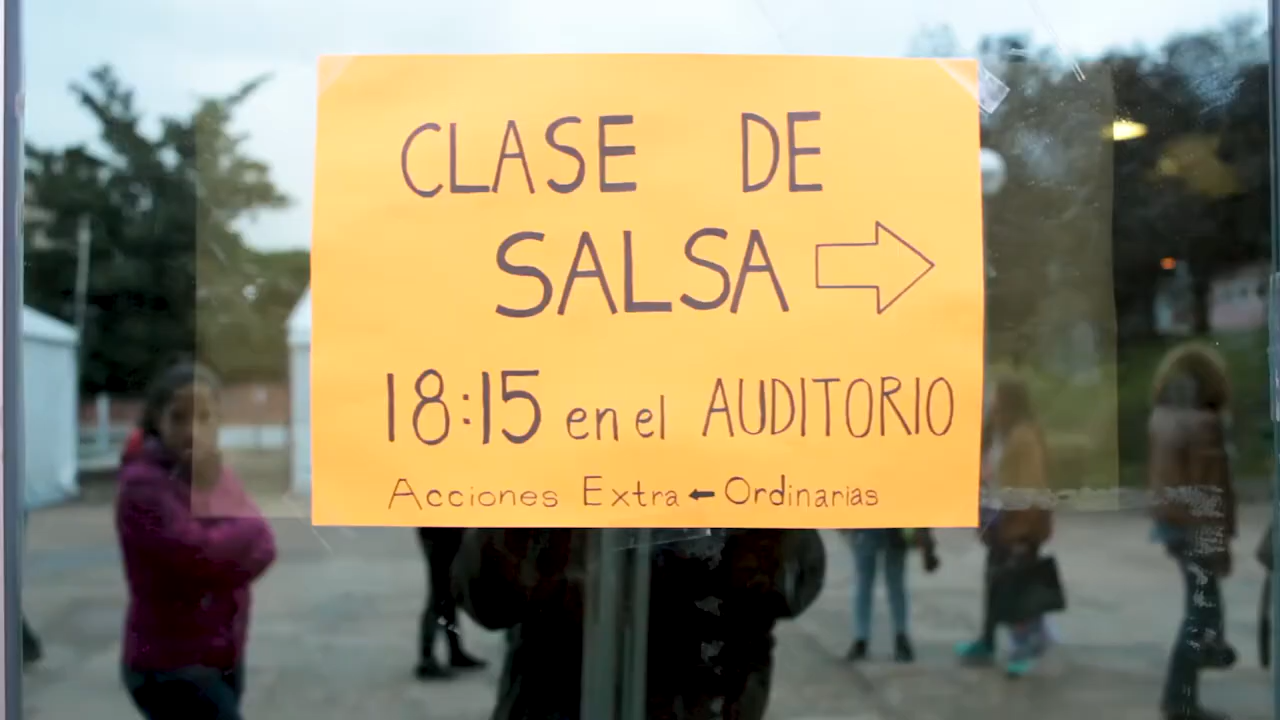 CLASE DE
SALSA
18:15 en el AUDITORIO
Acciones Extra ← Ordinarias